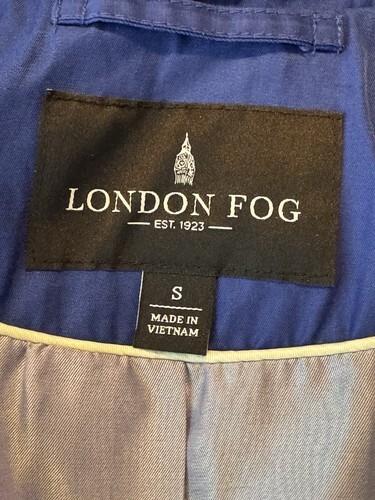 LONDON FOG
EST. 1923
S
MADE IN
VIETNAM